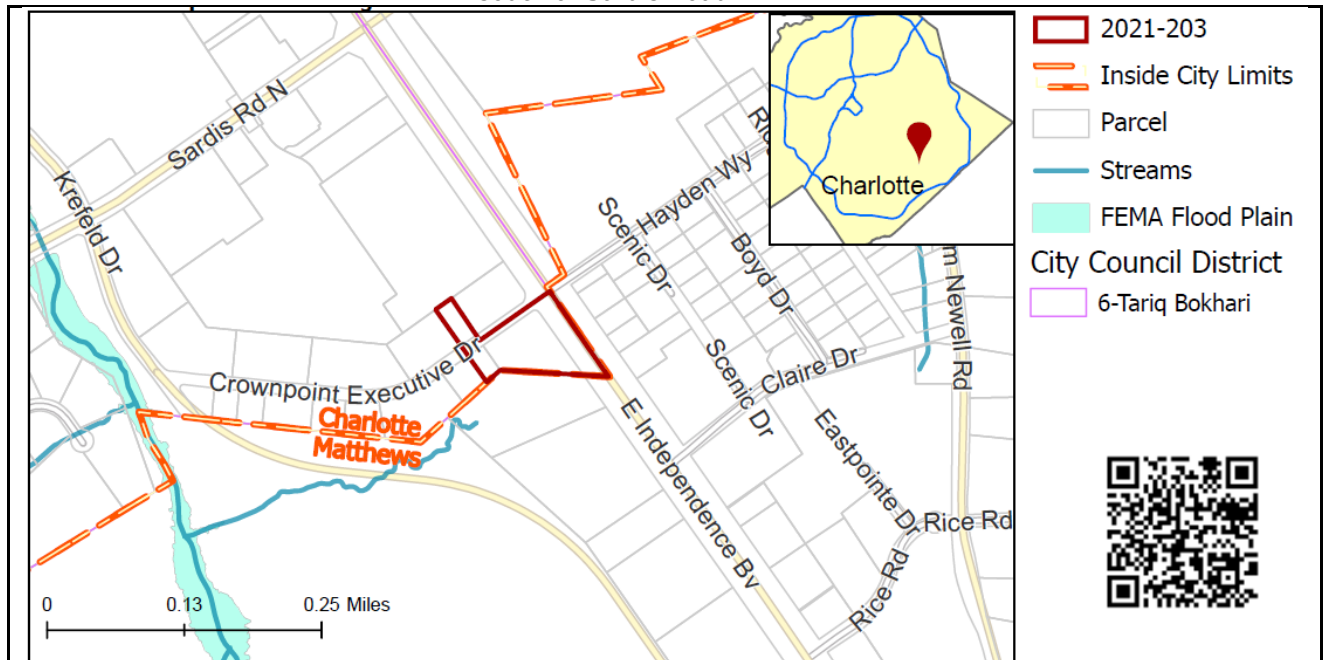 2021-203
Inside City Limits
Parcel
Streams
FEMA Flood Plain
City Council District
6-Tariq Bokhari
Charlotte
Sardis Rd N
Krefeld Dr
Hayden Wy
Scenic Dr
Boyd Dr
Newell Rd
Crownpoint Executive Dr
Scenic Dr
Claire Dr
Charlotte
Matthews
E Independence Bv
Eastpointe Dr
Rice Rd
Rice Rd
0 0.13 0.25 Miles